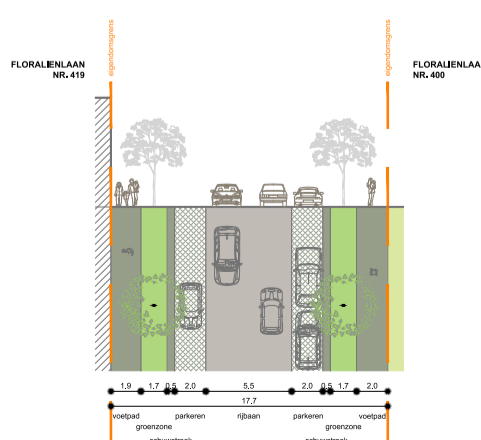 eigendomsgrens
eigendomsgrens
FLORALIENLAAN
NR. 419
FLORALIENLAA
NR. 400
1,9 1,7 0,5 2,0 5,5 2,0 0,5 1,7 2,0
17,7
voetpad parkeren rijbaan parkeren voetpad
groenzone groenzone